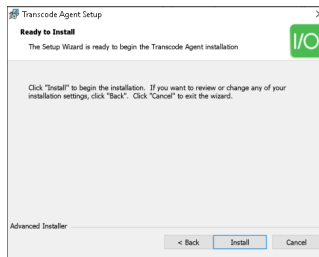 Transcode Agent Setup
Ready to Install
The Setup Wizard is ready to begin the Transcode Agent installation
I/O
Click "Install" to begin the installation. If you want to review or change any of your
installation settings, click "Back". Click "Cancel" to exit the wizard.
Advanced Installer
< Back Install Cancel